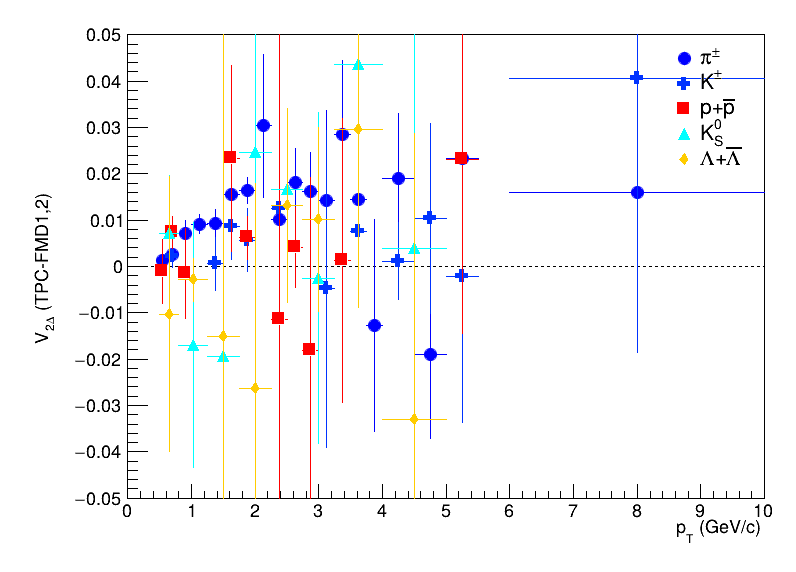 0.05
0.04
0.03
0.02
0.01
0
−0.01
−0.02
−0.03
−0.04
−0.05
V2Δ (TPC-FMD1,2)
π±
K±
p+p̅
K0S
Λ+Λ̅
0 1 2 3 4 5 6 7 8 9 10
pT (GeV/c)